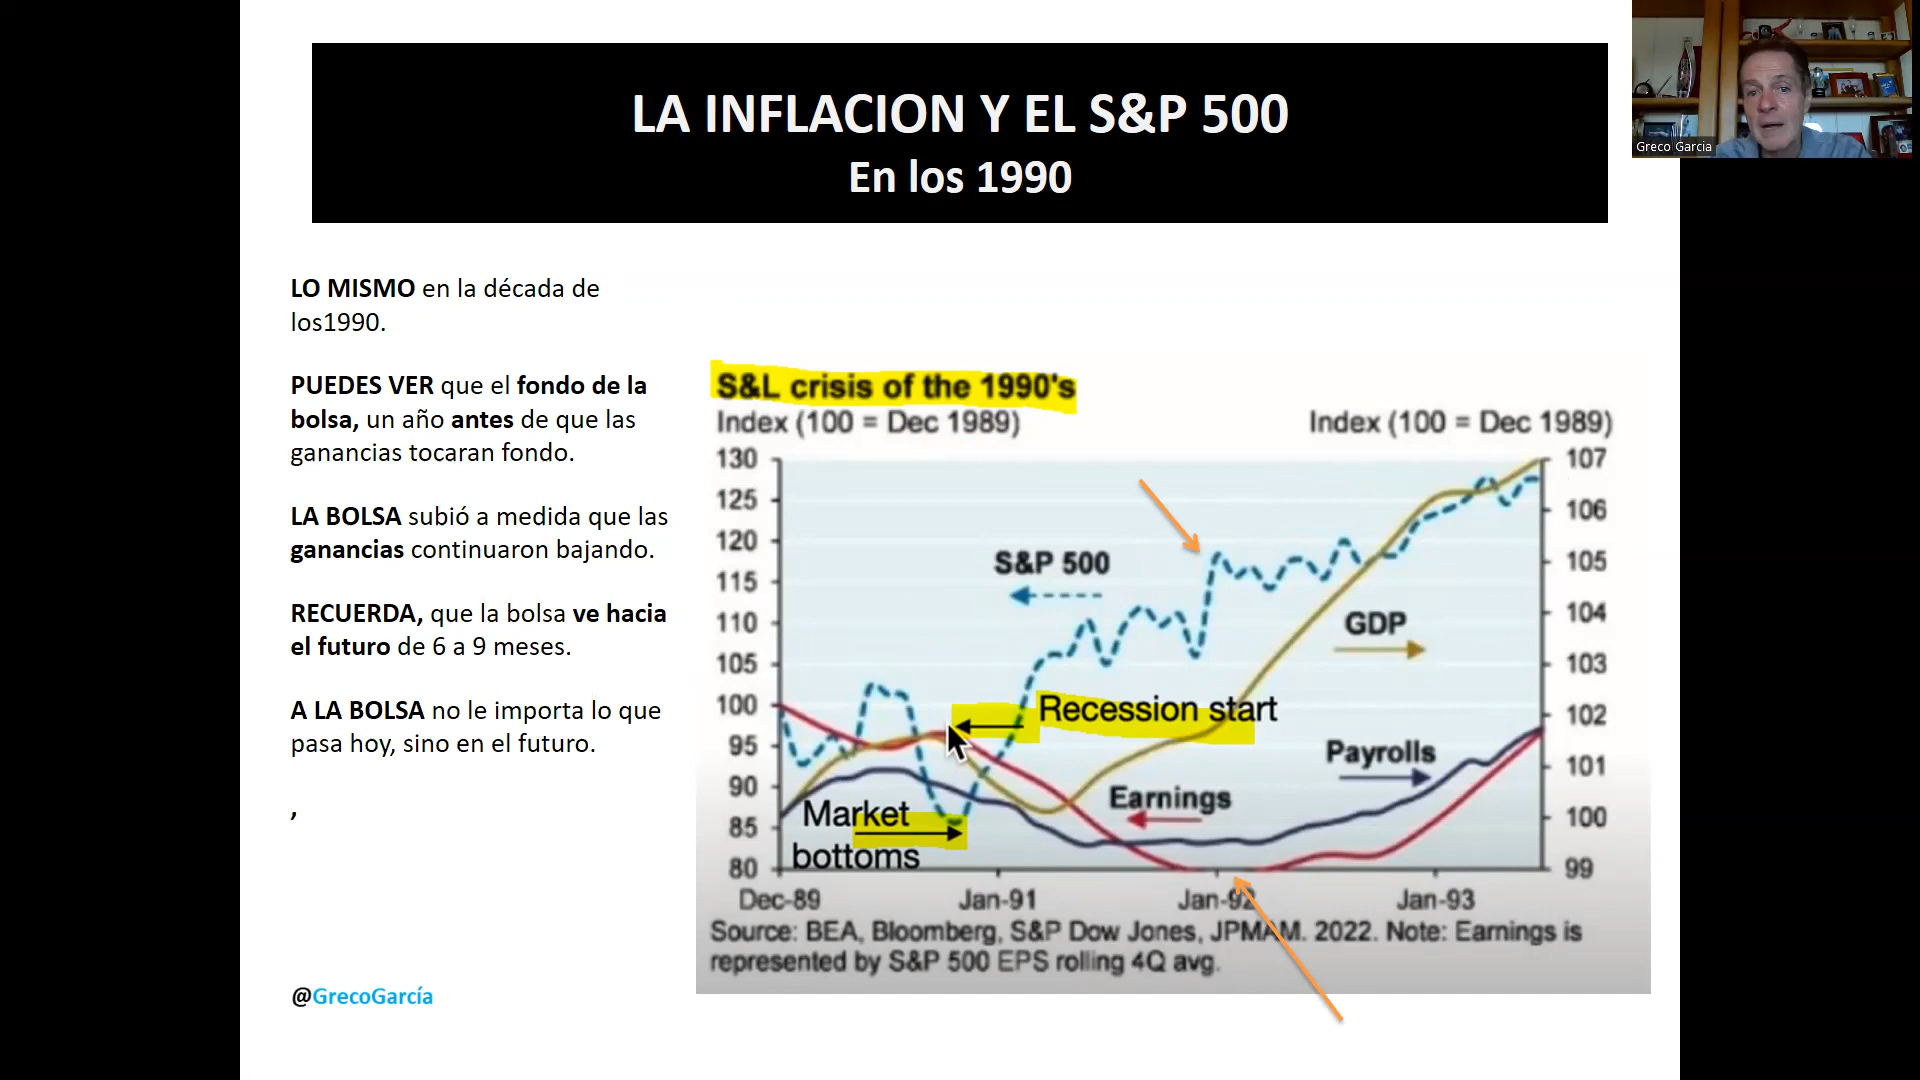 LA INFLACION Y EL S&P 500
En los 1990
Greco Garcia
LO MISMO en la década de
los1990.
PUEDES VER que el fondo de la
bolsa, un año antes de que las
ganancias tocaran fondo.
LA BOLSA subió a medida que las
ganancias continuaron bajando.
RECUERDA, que la bolsa ve hacia
el futuro de 6 a 9 meses.
A LA BOLSA no le importa lo que
pasa hoy, sino en el futuro.
,
@GrecoGarcía
S&L crisis of the 1990's
Index (100 = Dec 1989)
Index (100 = Dec 1989)
130
125
120
115
110
105
100
95
90
85
80
107
106
105
104
103
102
101
100
99
S&P 500
GDP
Recession start
Payrolls
Earnings
Market
bottoms
Dec-89
Jan-91
Jan-92
Jan-93
Source: BEA, Bloomberg, S&P Dow Jones, JPMAM. 2022. Note: Earnings is
represented by S&P 500 EPS rolling 4Q avg.